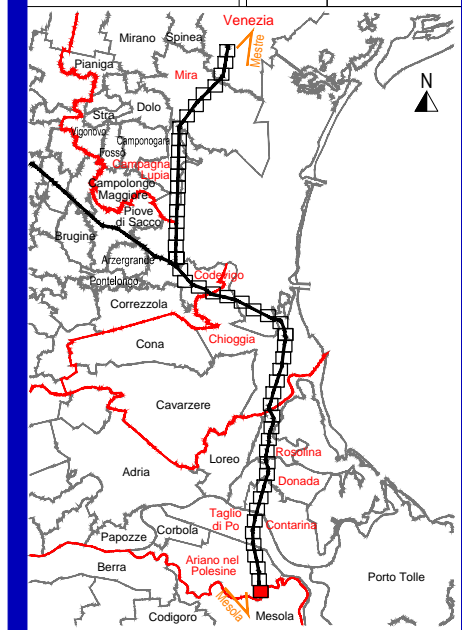 Venezia
Mirano
Spinea
Mestre
Pianiga
Mira
N
Dolo
Stra
Vigonovo
Camponogara
Fossò
Campagna
Lupia
Campolongo
Maggiore
Piove
di Sacco
Brugine
Arzergrande
Codevigo
Pontelongo
Correzzola
Chioggia
Cona
Cavarzere
Rosolina
Loreo
Adria
Donada
Taglio
di Po
Contarina
Corbola
Papozze
Ariano nel
Polesine
Berra
Porto Tolle
Mesola
Mesola
Codigoro